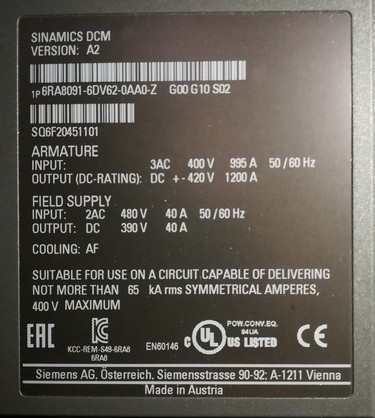 SINAMICS DCM
VERSION: A2
1P 6RA8091-6DV62-0AA0-Z G00 G10 S02
SQ6F20451101
ARMATURE
INPUT: 3AC 400 V 995 A 50/60 Hz
OUTPUT (DC-RATING): DC +-420 V 1200 A
FIELD SUPPLY
INPUT: 2AC 480 V 40 A 50/60 Hz
OUTPUT: DC 390 V 40 A
COOLING: AF
SUITABLE FOR USE ON A CIRCUIT CAPABLE OF DELIVERING
NOT MORE THAN 65 kA rms SYMMETRICAL AMPERES,
400 V MAXIMUM
EAC
KCC-REM-S49-6RA8
6RA8
EN60146
POW.CONV.EQ.
94UA
C UL US LISTED
CE
Siemens AG, Österreich, Siemensstrasse 90-92; A-1211 Vienna
Made in Austria